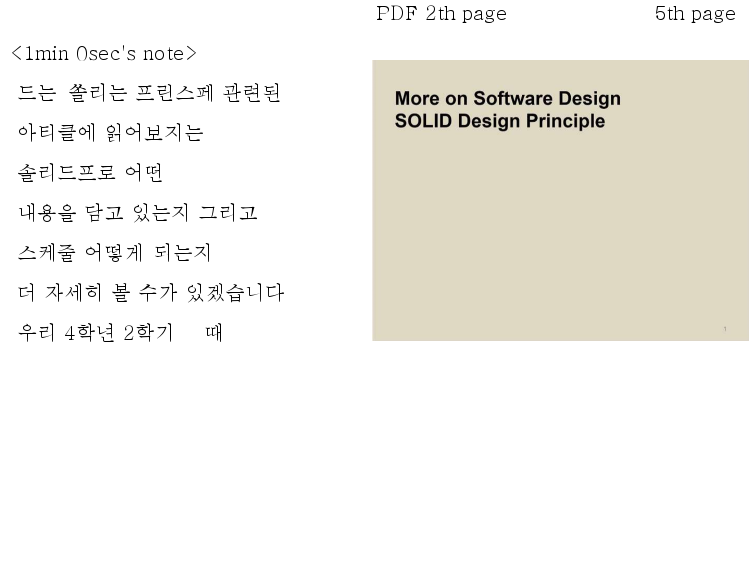 PDF 2th page 5th page
<1min 0sec's note>
드는 쏠리는 프린스페 관련된
아티클에 읽어보지는
솔리드프로 어떤
내용을 담고 있는지 그리고
스케줄 어떻게 되는지
더 자세히 볼 수가 있겠습니다
우리 4학년 2학기 때
More on Software Design
SOLID Design Principle
1